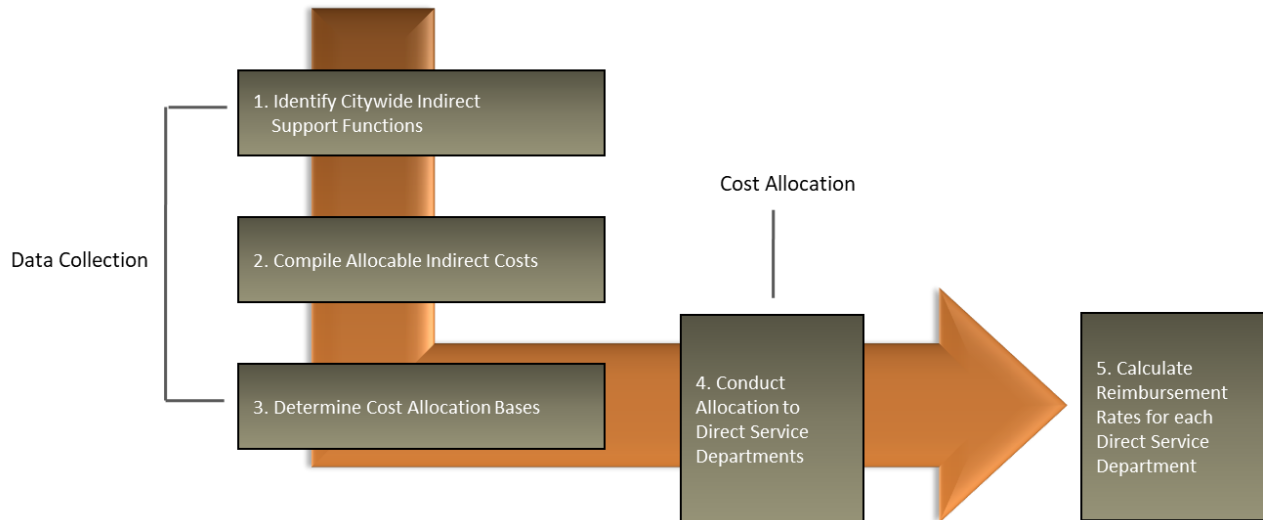 1. Identify Citywide Indirect
Support Functions
Cost Allocation
Data Collection
2. Compile Allocable Indirect Costs
3. Determine Cost Allocation Bases
4. Conduct
Allocation to
Direct Service
Departments
5. Calculate
Reimbursement
Rates for each
Direct Service
Department